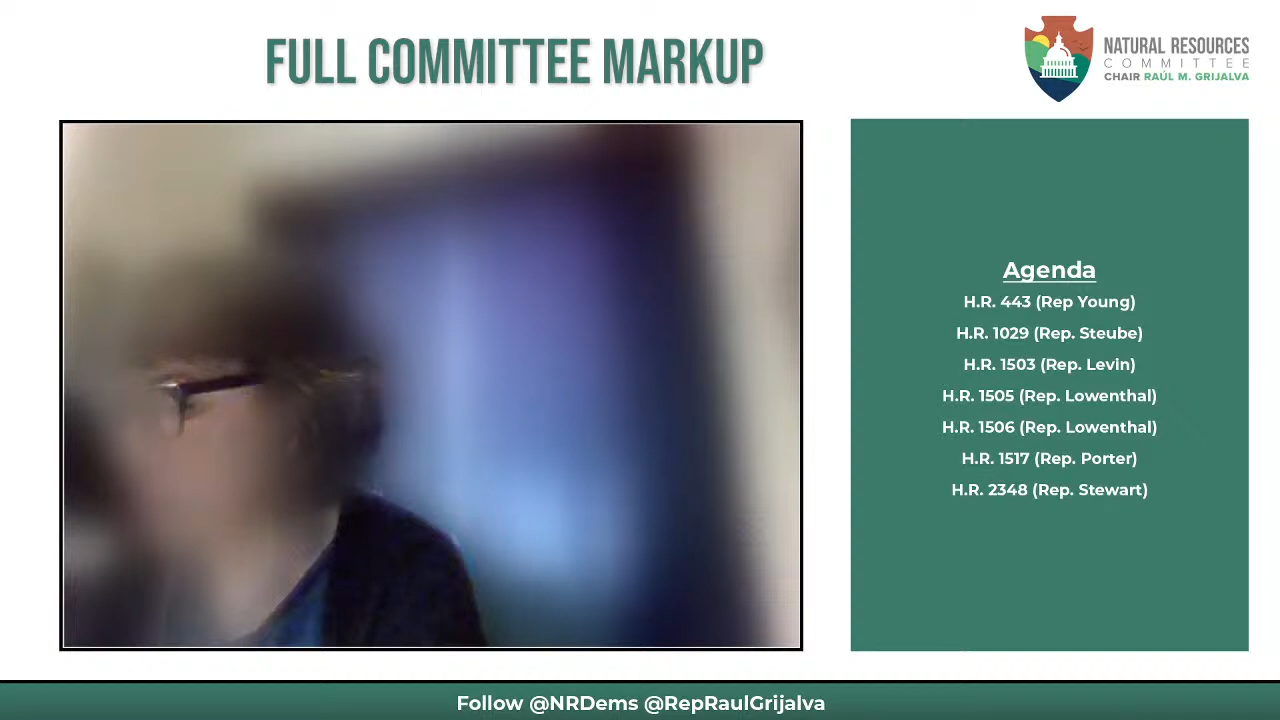 FULL COMMITTEE MARKUP
NATURAL RESOURCES
COMMITTEE
CHAIR RAÚL M. GRIJALVA
Agenda
H.R. 443 (Rep Young)
H.R. 1029 (Rep. Steube)
H.R. 1503 (Rep. Levin)
H.R. 1505 (Rep. Lowenthal)
H.R. 1506 (Rep. Lowenthal)
H.R. 1517 (Rep. Porter)
H.R. 2348 (Rep. Stewart)
Follow @NRDems @RepRaulGrijalva